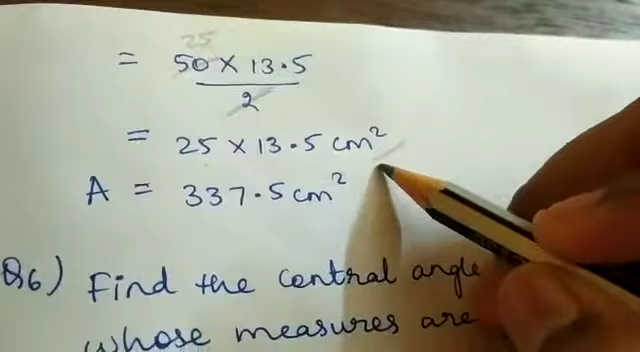 25
= 50 × 13.5
2
= 25 × 13.5 cm²
A = 337.5 cm²
Q6) Find the central angle
whose measures are